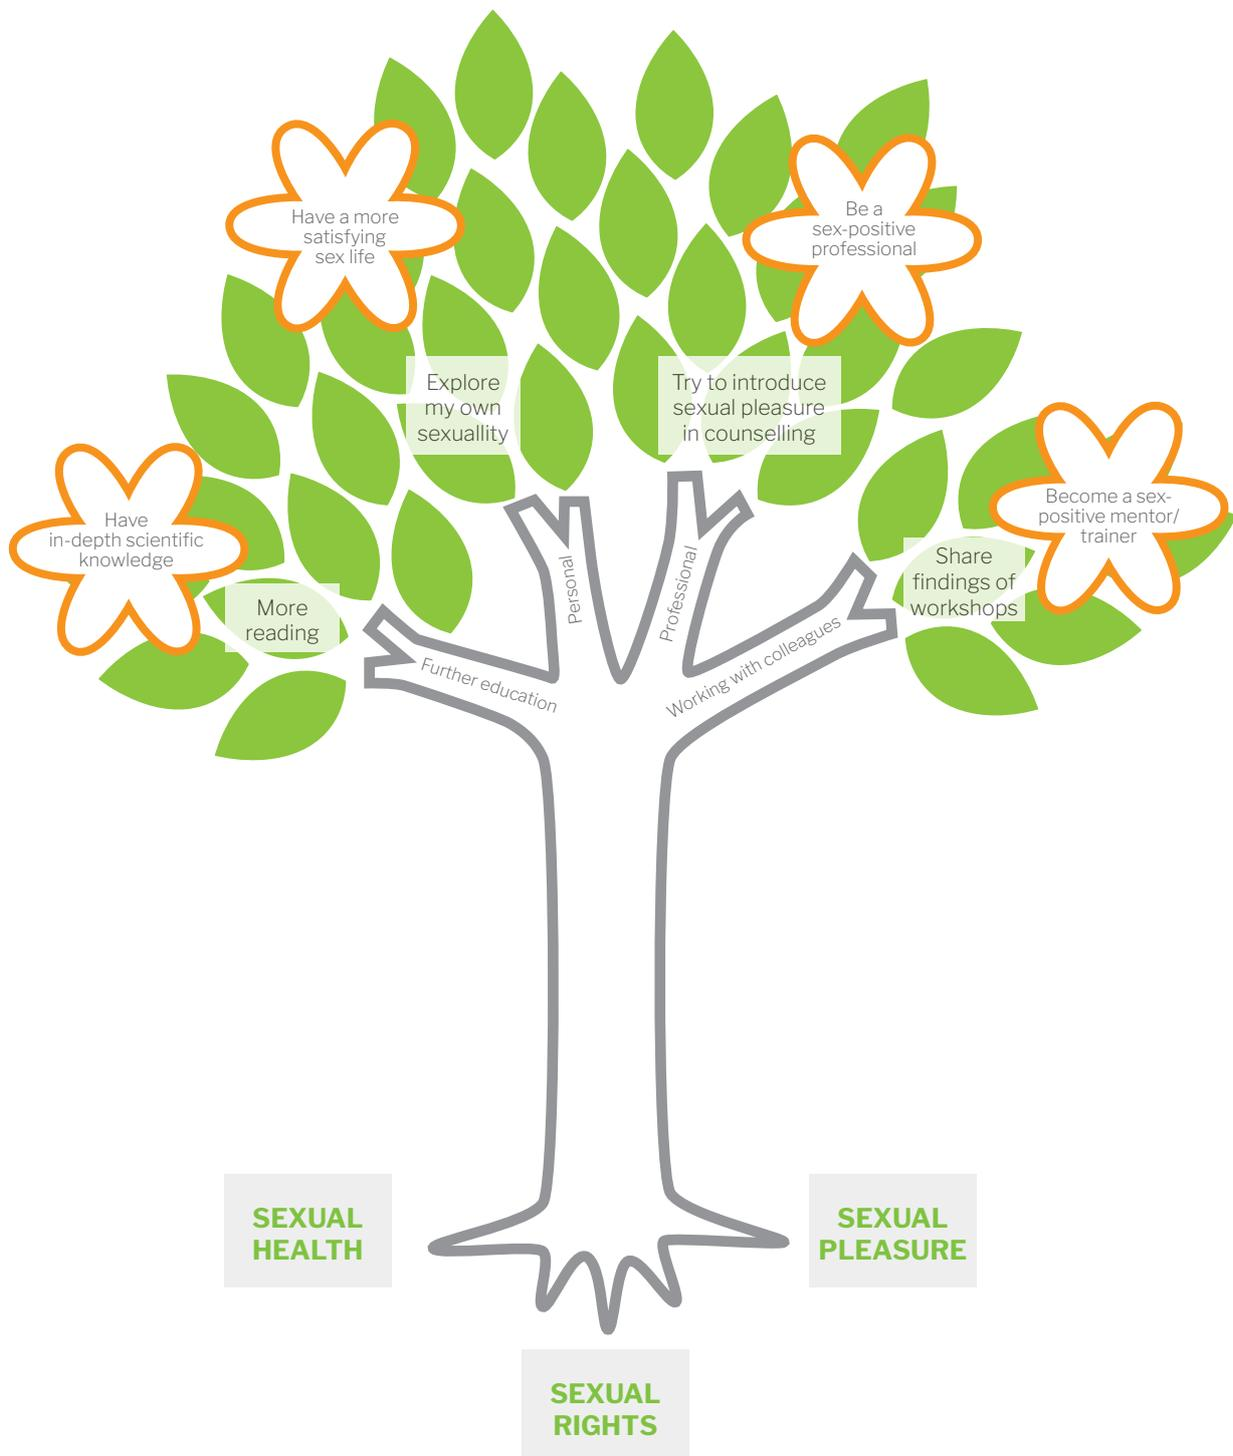 Have a more
satisfying
sex life
Be a
sex-positive
professional
Explore
my own
sexuallity
Try to introduce
sexual pleasure
in counselling
Have
in-depth scientific
knowledge
Become a sex-
positive mentor/
trainer
More
reading
Share
findings of
workshops
Further education
Personal
Professional
Working with colleagues
SEXUAL
HEALTH
SEXUAL
PLEASURE
SEXUAL
RIGHTS